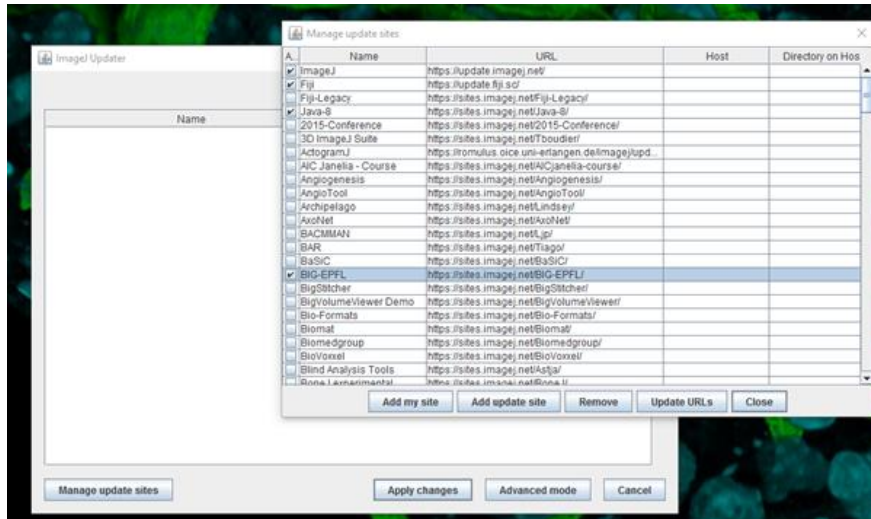 Manage update sites
A... Name URL Host Directory on Hos
ImageJ https://update.imagej.net/
Fiji https://update.fiji.sc/
Fiji-Legacy https://sites.imagej.net/Fiji-Legacy/
Java-8 https://sites.imagej.net/Java-8/
2015-Conference https://sites.imagej.net/2015-Conference/
3D ImageJ Suite https://sites.imagej.net/Tboudier/
ActogramJ https://romulus.oice.uni-erlangen.de/imagej/upd...
AIC Janelia - Course https://sites.imagej.net/AICjanelia-course/
Angiogenesis https://sites.imagej.net/Angiogenesis/
AngioTool https://sites.imagej.net/AngioTool/
Archipelago https://sites.imagej.net/Lindsey/
AxoNet https://sites.imagej.net/AxoNet/
BACMMAN https://sites.imagej.net/Ljp/
BAR https://sites.imagej.net/Tiago/
BaSiC https://sites.imagej.net/BaSiC/
BIG-EPFL https://sites.imagej.net/BIG-EPFL/
BigStitcher https://sites.imagej.net/BigStitcher/
BigVolumeViewer Demo https://sites.imagej.net/BigVolumeViewer/
Bio-Formats https://sites.imagej.net/Bio-Formats/
Biomat https://sites.imagej.net/Biomat/
Biomedgroup https://sites.imagej.net/Biomedgroup/
BioVoxxel https://sites.imagej.net/BioVoxxel/
Blind Analysis Tools https://sites.imagej.net/Astja/
Add my site Add update site Remove Update URLs Close
ImageJ Updater
Name
Manage update sites Apply changes Advanced mode Cancel